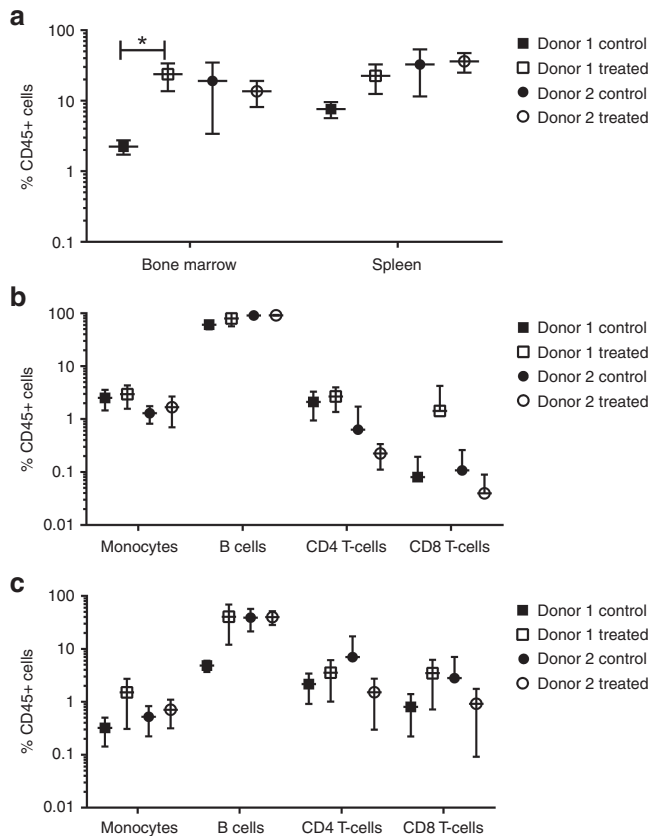 a
*
100
10
1
0.1
% CD45+ cells
Bone marrow
Spleen
Donor 1 control
Donor 1 treated
Donor 2 control
Donor 2 treated
b
100
10
1
0.1
0.01
% CD45+ cells
Monocytes
B cells
CD4 T-cells
CD8 T-cells
Donor 1 control
Donor 1 treated
Donor 2 control
Donor 2 treated
c
100
10
1
0.1
0.01
% CD45+ cells
Monocytes
B cells
CD4 T-cells
CD8 T-cells
Donor 1 control
Donor 1 treated
Donor 2 control
Donor 2 treated